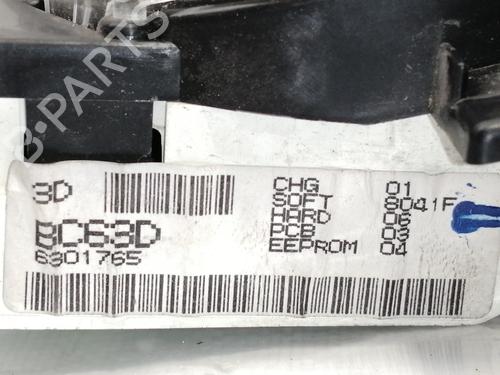 B-PARTS
3D
BC63D
6301765
CHG 01
SOFT 8041F
HARD 06
PCB 03
EEPROM 04